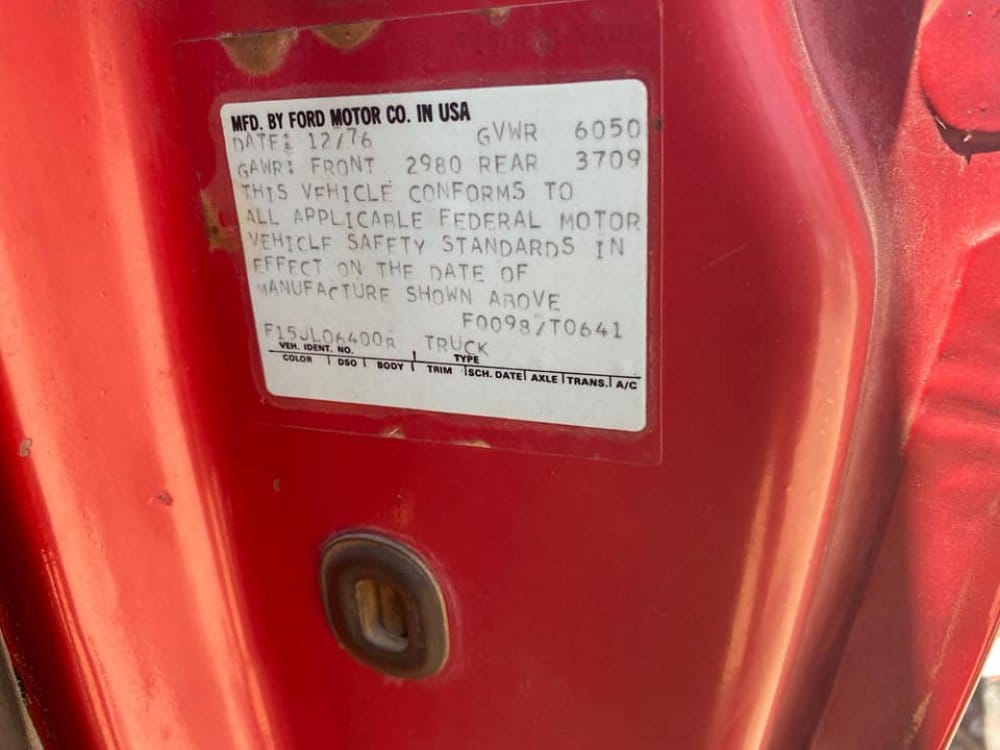 MFD. BY FORD MOTOR CO. IN USA
DATE: 12/76 GVWR 6050
GAWR: FRONT 2980 REAR 3709
THIS VEHICLE CONFORMS TO
ALL APPLICABLE FEDERAL MOTOR
VEHICLE SAFETY STANDARDS IN
EFFECT ON THE DATE OF
MANUFACTURE SHOWN ABOVE
F0098/T0641
TRUCK
VEH. IDENT. NO. TYPE
COLOR DSO BODY TRIM SCH. DATE AXLE TRANS. A/C